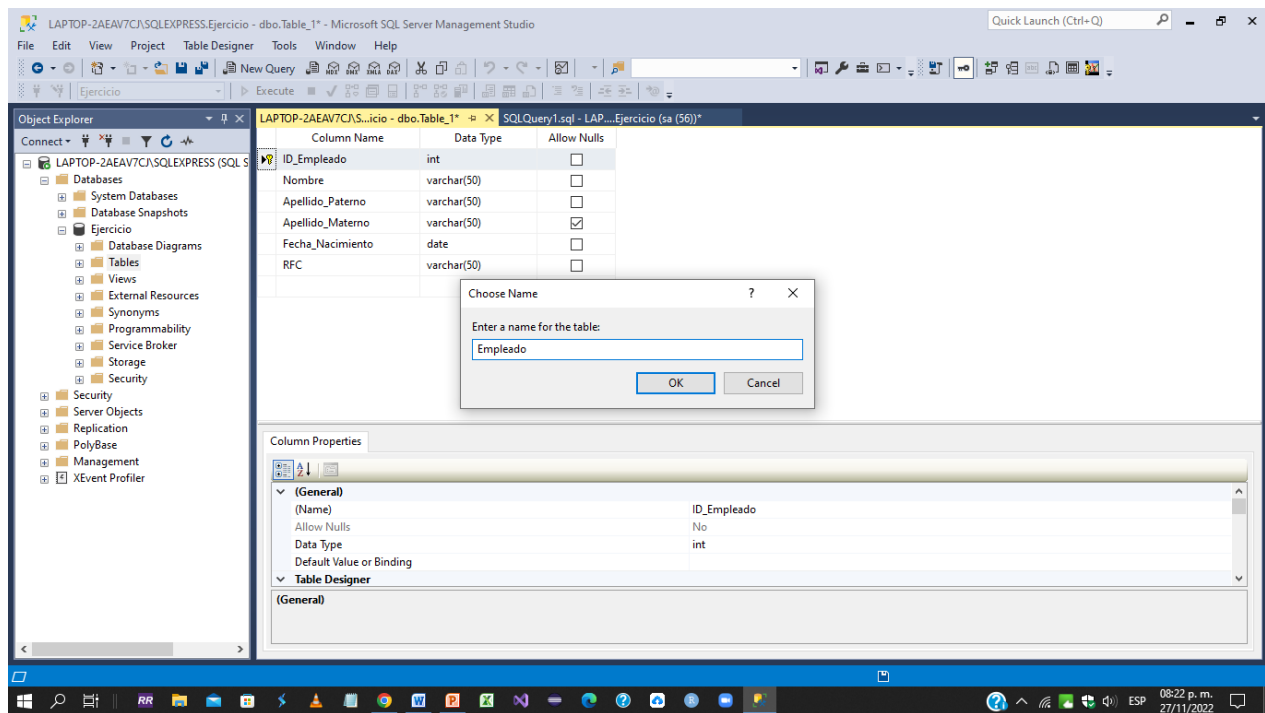 LAPTOP-2AEAV7CJ\SQLEXPRESS.Ejercicio - dbo.Table_1* - Microsoft SQL Server Management Studio
Quick Launch (Ctrl+Q)
File Edit View Project Table Designer Tools Window Help
New Query
Ejercicio
Execute
Object Explorer
LAPTOP-2AEAV7CJ\S...icio - dbo.Table_1*
SQLQuery1.sql - LAP....Ejercicio (sa (56))*
Connect
LAPTOP-2AEAV7CJ\SQLEXPRESS (SQL S
Databases
System Databases
Database Snapshots
Ejercicio
Database Diagrams
Tables
Views
External Resources
Synonyms
Programmability
Service Broker
Storage
Security
Security
Server Objects
Replication
PolyBase
Management
XEvent Profiler
Column Name Data Type Allow Nulls
ID_Empleado int
Nombre varchar(50)
Apellido_Paterno varchar(50)
Apellido_Materno varchar(50)
Fecha_Nacimiento date
RFC varchar(50)
Choose Name ?
Enter a name for the table:
Empleado
OK Cancel
Column Properties
(General)
(Name) ID_Empleado
Allow Nulls No
Data Type int
Default Value or Binding
Table Designer
(General)
RR
ESP
08:22 p. m.
27/11/2022